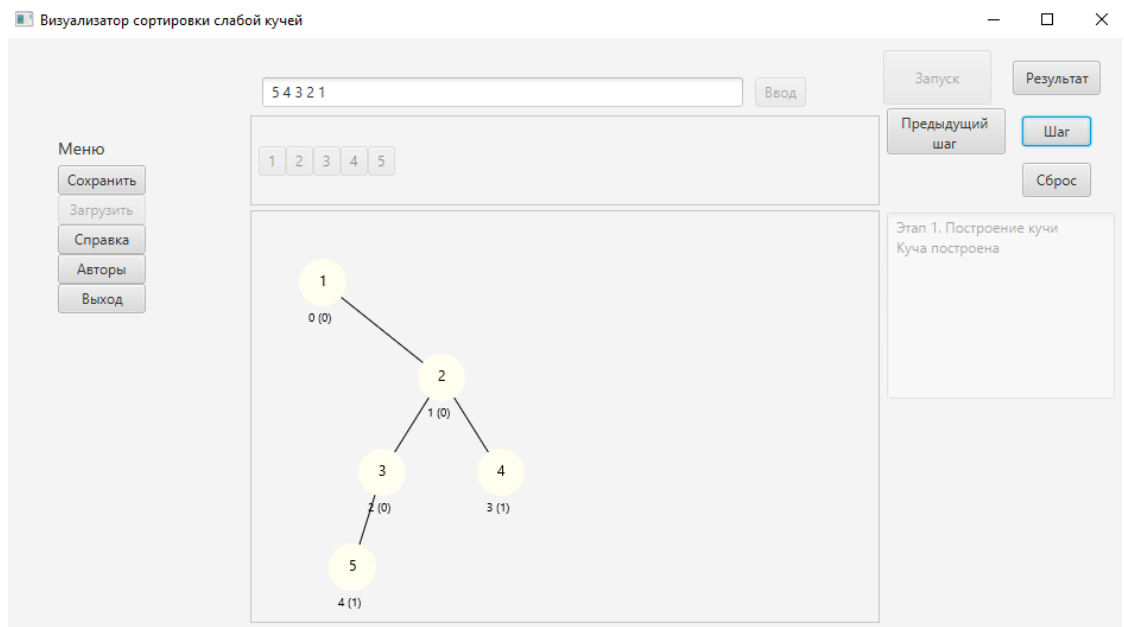 Визуализатор сортировки слабой кучей
5 4 3 2 1
Ввод
Запуск
Результат
Предыдущий
шаг
Шаг
Сброс
Меню
Сохранить
Загрузить
Справка
Авторы
Выход
1 2 3 4 5
Этап 1. Построение кучи
Куча построена
1
0 (0)
2
1 (0)
3
2 (0)
4
3 (1)
5
4 (1)